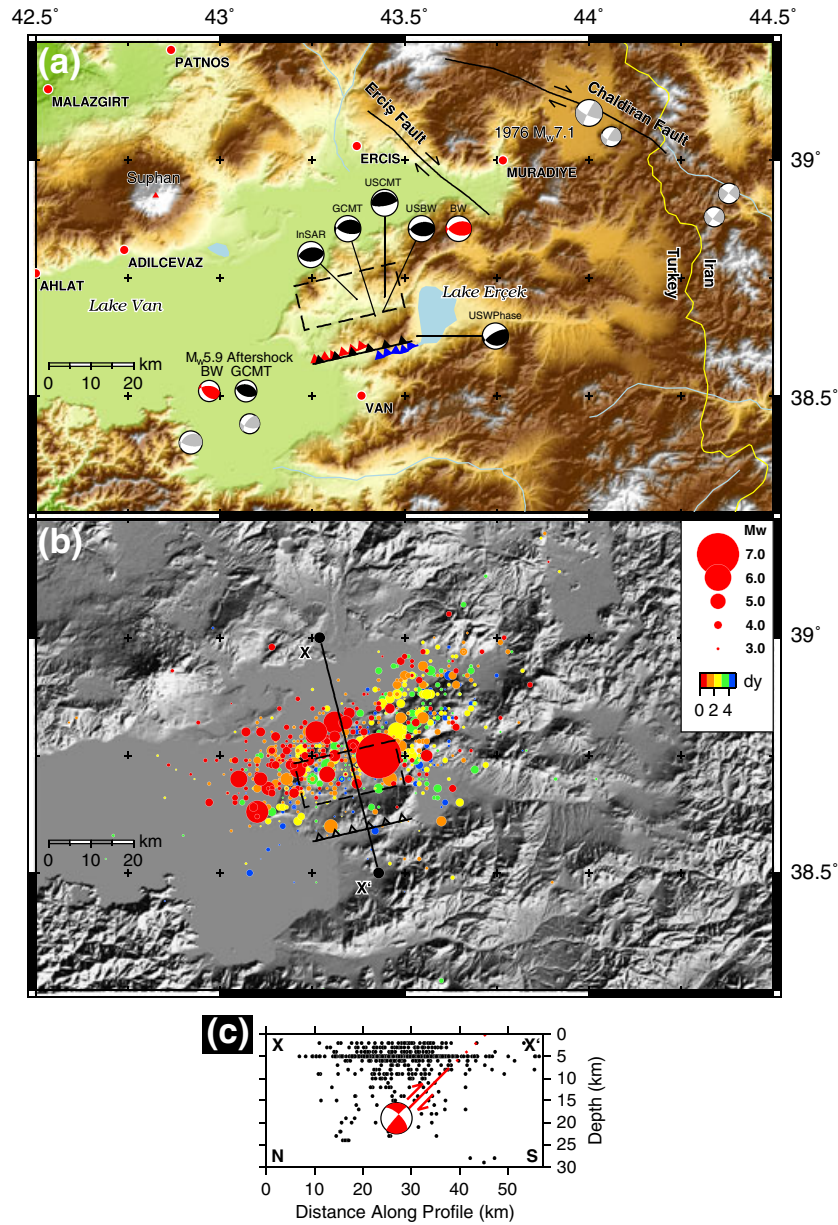 42.5° 43° 43.5° 44° 44.5°
(a)
PATNOS
MALAZGIRT
Erciş Fault
Chaldiran Fault
1976 Mw7.1
39°
ERCIS
MURADIYE
Suphan
USCMT
GCMT
USBW
BW
InSAR
ADILCEVAZ
AHLAT
Lake Van
Lake Erçek
Turkey
Iran
USWPhase
km
0 10 20
Mw5.9 Aftershock
BW GCMT
VAN
38.5°
(b)
Mw
7.0
6.0
5.0
4.0
3.0
dy
0 2 4
39°
X
km
0 10 20
X'
38.5°
(c)
X X'
0
5
10
15
20
25
30
Depth (km)
N S
0 10 20 30 40 50
Distance Along Profile (km)